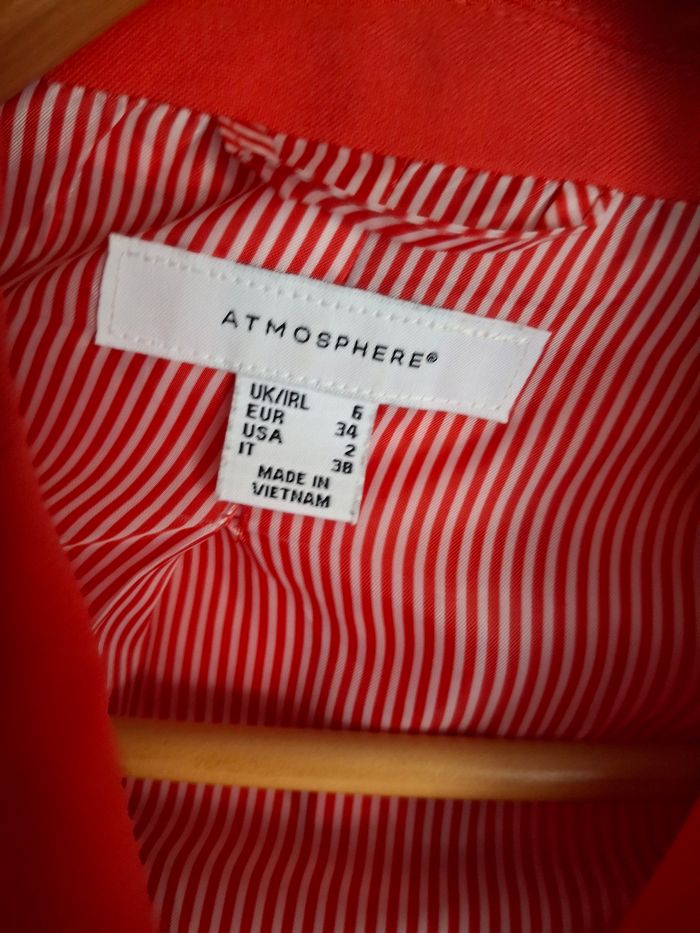 ATMOSPHERE®
UK/IRL 6
EUR 34
USA 2
IT 38
MADE IN
VIETNAM